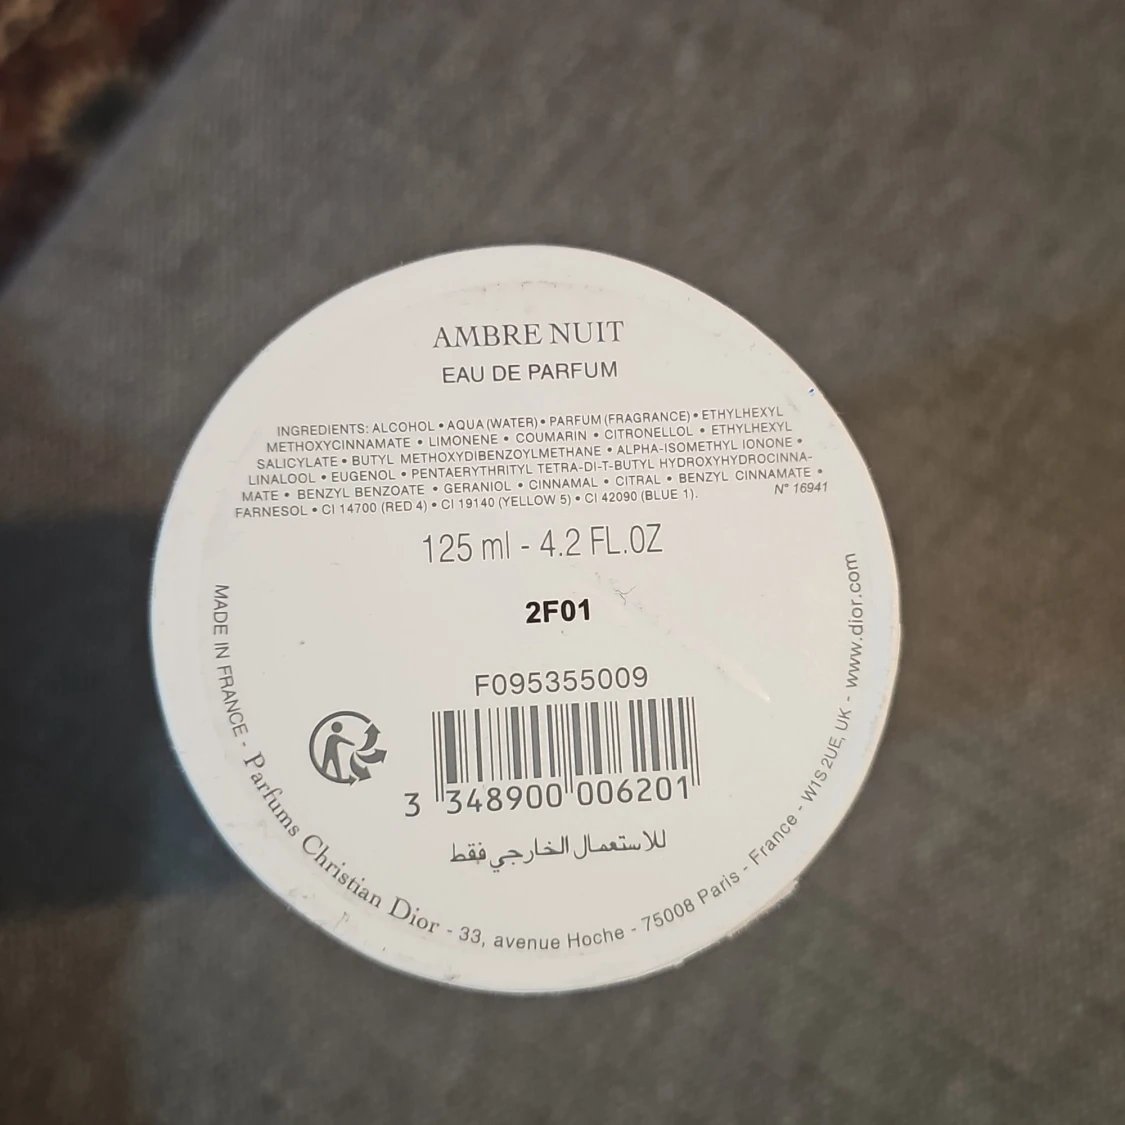 AMBRE NUIT
EAU DE PARFUM
INGREDIENTS: ALCOHOL • AQUA (WATER) • PARFUM (FRAGRANCE) • ETHYLHEXYL
METHOXYCINNAMATE • LIMONENE • COUMARIN • CITRONELLOL • ETHYLHEXYL
SALICYLATE • BUTYL METHOXYDIBENZOYLMETHANE • ALPHA-ISOMETHYL IONONE •
LINALOOL • EUGENOL • PENTAERYTHRITYL TETRA-DI-T-BUTYL HYDROXYHYDROCINNA-
MATE • BENZYL BENZOATE • GERANIOL • CINNAMAL • CITRAL • BENZYL CINNAMATE •
FARNESOL • CI 14700 (RED 4) • CI 19140 (YELLOW 5) • CI 42090 (BLUE 1).
N° 16941
125 ml - 4.2 FL.OZ
2F01
F095355009
3 348900 006201
للاستعمال الخارجي فقط
MADE IN FRANCE - Parfums Christian Dior - 33, avenue Hoche - 75008 Paris - France - W1S 2UE, UK - www.dior.com